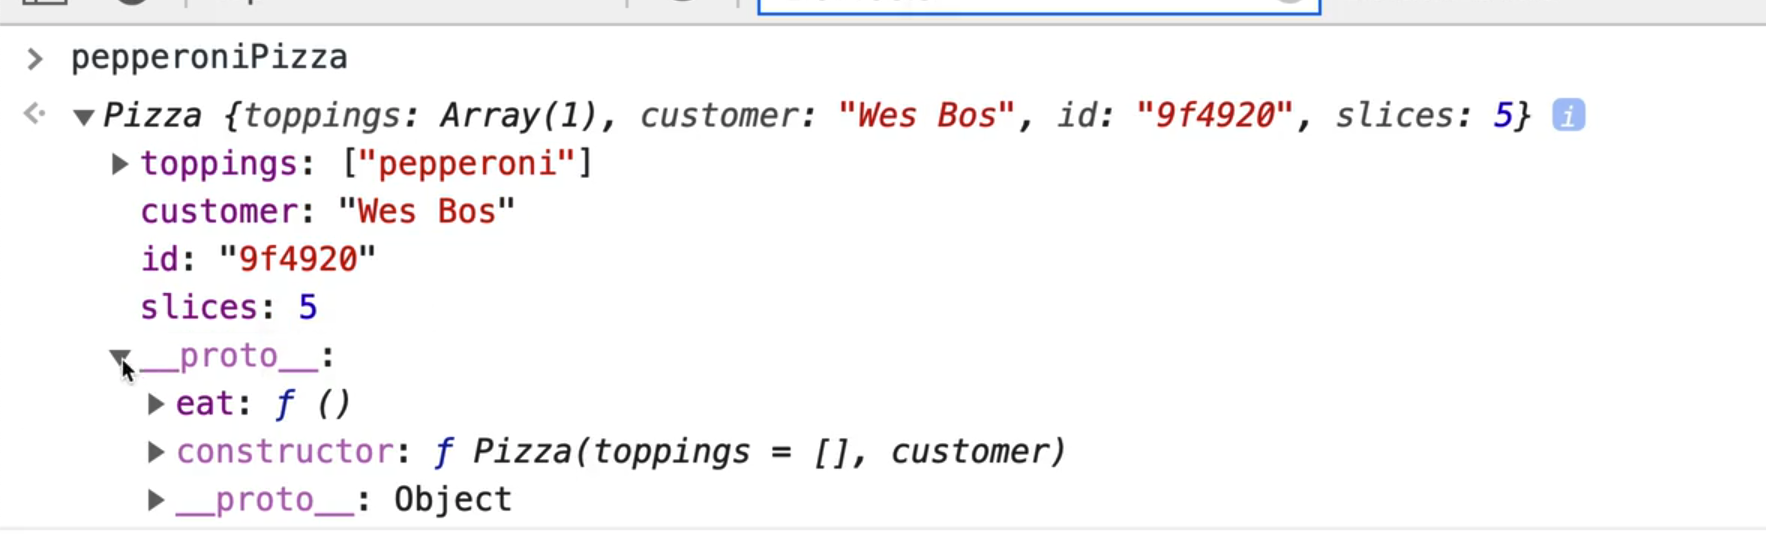 > pepperoniPizza
<· ▼Pizza {toppings: Array(1), customer: "Wes Bos", id: "9f4920", slices: 5} i
▶ toppings: ["pepperoni"]
customer: "Wes Bos"
id: "9f4920"
slices: 5
▼ __proto__:
▶ eat: ƒ ()
▶ constructor: ƒ Pizza(toppings = [], customer)
▶ __proto__: Object